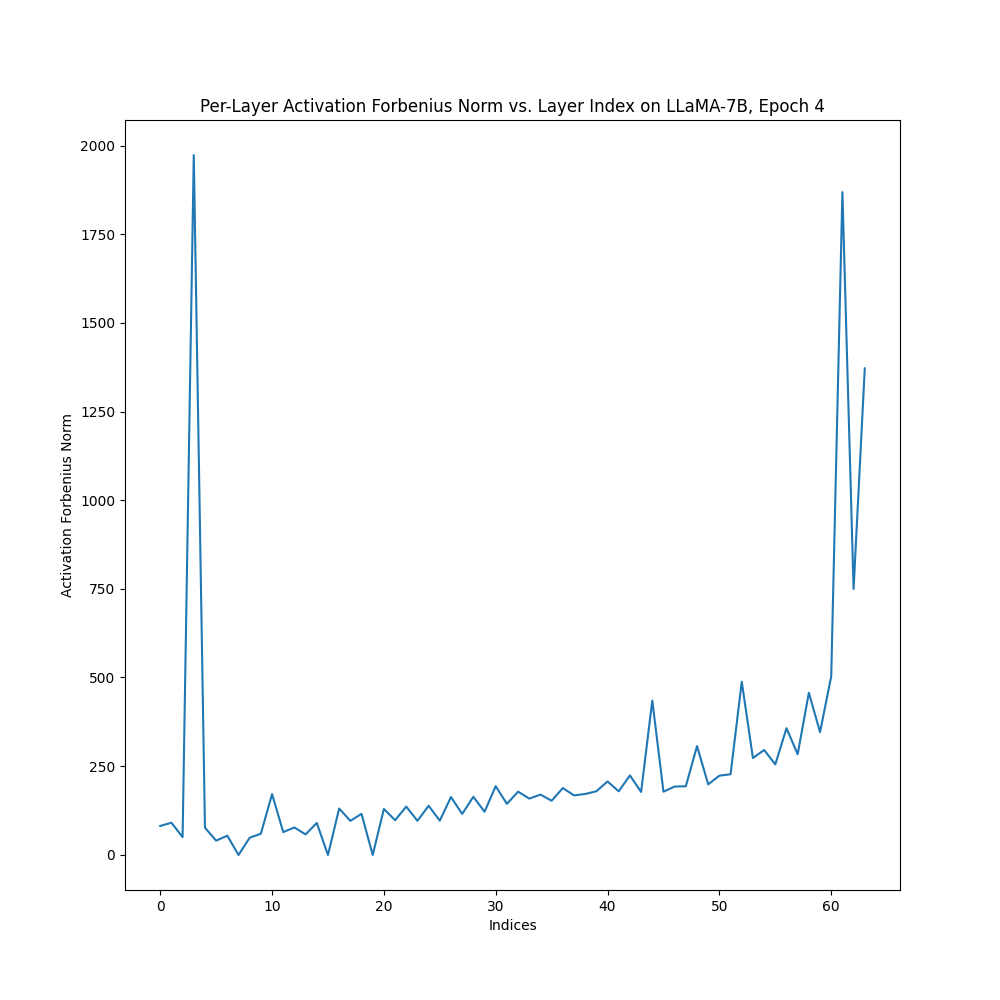 Per-Layer Activation Forbenius Norm vs. Layer Index on LLaMA-7B, Epoch 4
2000
1750
1500
1250
1000
750
500
250
0
Activation Forbenius Norm
0 10 20 30 40 50 60
Indices